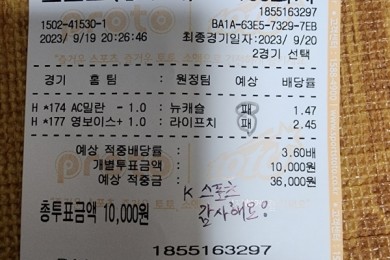 1855163297
1502-41530-1 BA1A-63E5-7329-7EB
2023/ 9/19 20:26:46 최종경기일자:2023/ 9/20
2경기 선택
경기 홈 팀 : 원정팀 예상 배당률
H *174 AC밀란 - 1.0 : 뉴캐슬 패 1.47
H *177 영보이스+ 1.0 : 라이프치 패 2.45
예상 적중배당률 : 3.60배
개별투표금액 : 10,000원
예상 적중금 : 36,000원
K 스포츠
감사해요!
총투표금액 10,000원
1855163297